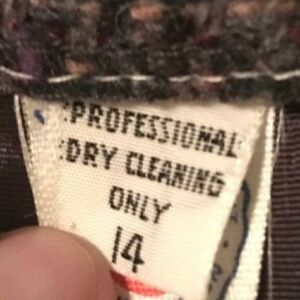 PROFESSIONAL
DRY CLEANING
ONLY
14